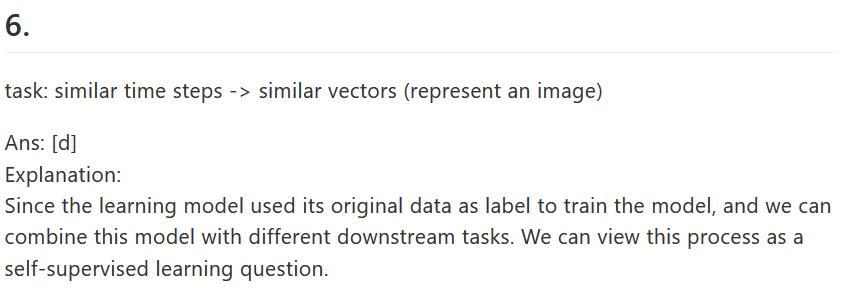 6.
task: similar time steps -> similar vectors (represent an image)
Ans: [d]
Explanation:
Since the learning model used its original data as label to train the model, and we can
combine this model with different downstream tasks. We can view this process as a
self-supervised learning question.